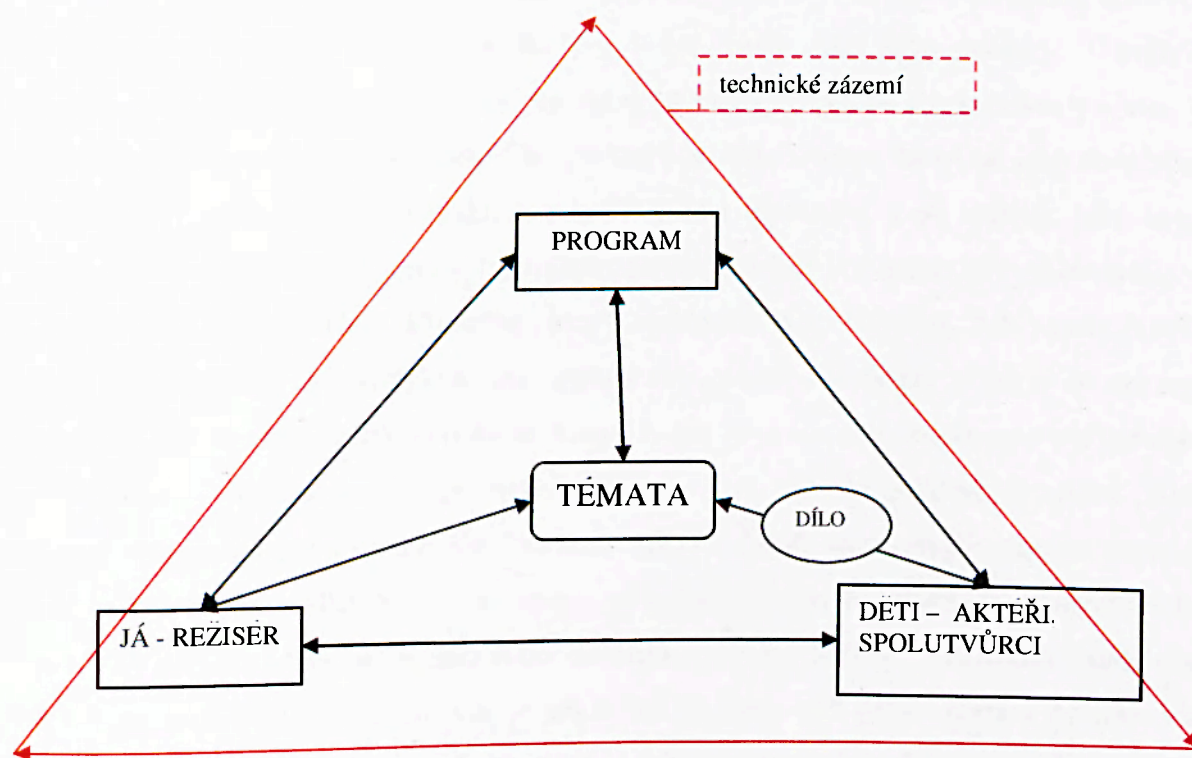 technické zázemí
PROGRAM
TÉMATA
DÍLO
JÁ - REŽISÉR
DĚTI – AKTÉŘI.
SPOLUTVŮRCI